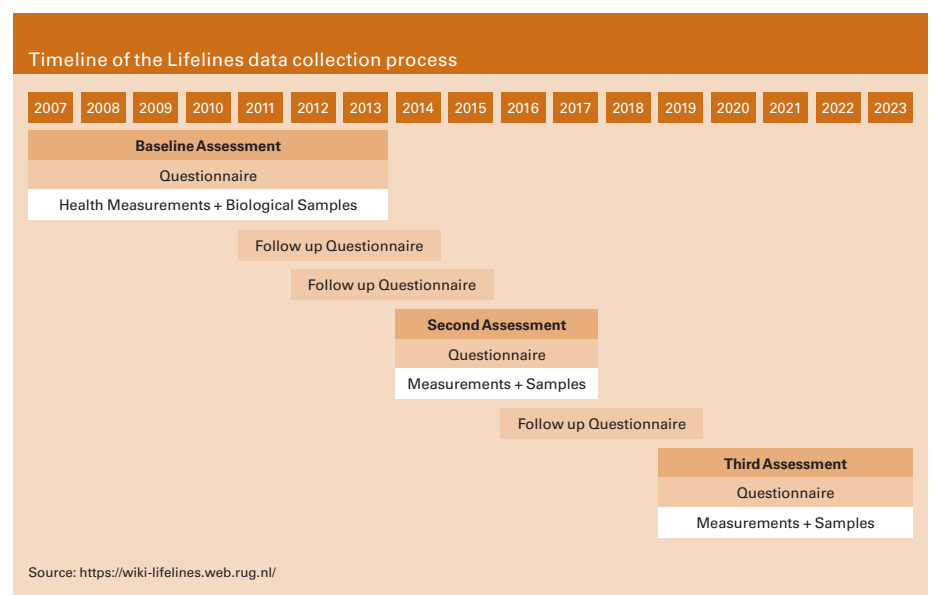 Timeline of the Lifelines data collection process
2007 2008 2009 2010 2011 2012 2013 2014 2015 2016 2017 2018 2019 2020 2021 2022 2023
Baseline Assessment
Questionnaire
Health Measurements + Biological Samples
Follow up Questionnaire
Follow up Questionnaire
Second Assessment
Questionnaire
Measurements + Samples
Follow up Questionnaire
Third Assessment
Questionnaire
Measurements + Samples
Source: https://wiki-lifelines.web.rug.nl/